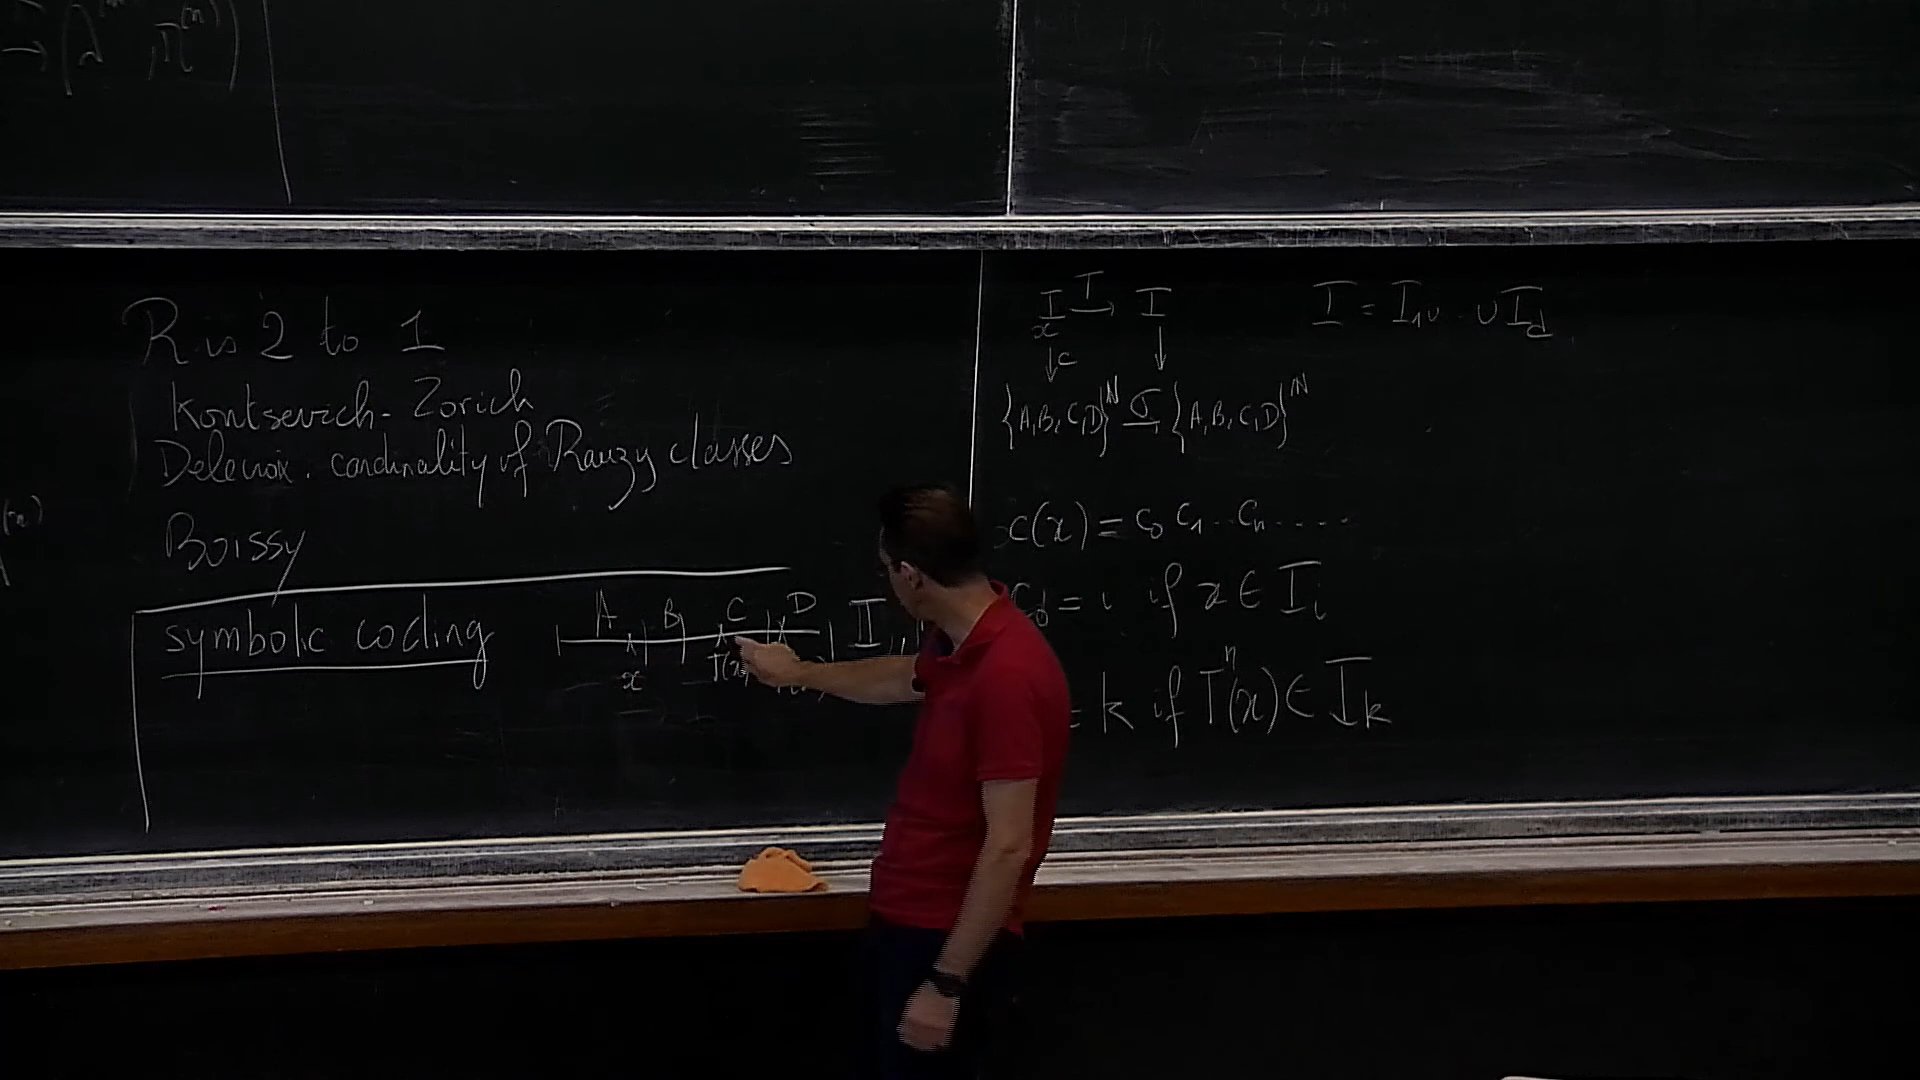 → (λ⁽ⁿ⁾, π⁽ⁿ⁾)
R is 2 to 1
Kontsevich - Zorich
Delecroix. cardinality of Rauzy classes
Boissy
symbolic coding
A B C D I
x T(x)
I →ᵀ I I = I₁ ∪ .. ∪ I_d
x
↓ c ↓
{A, B, C, D}^ℕ →^σ {A, B, C, D}^ℕ
c(x) = c₀ c₁ .. cₙ .....
c₀ = i if x ∈ I_i
= k if Tⁿ(x) ∈ I_k